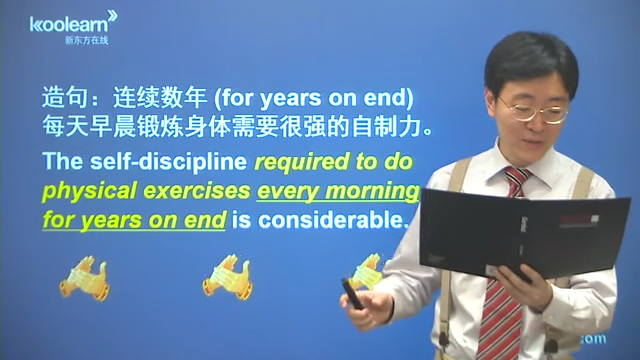 koolearn
新东方在线
造句：连续数年 (for years on end)
每天早晨锻炼身体需要很强的自制力。
The self-discipline required to do
physical exercises every morning
for years on end is considerable.
.com